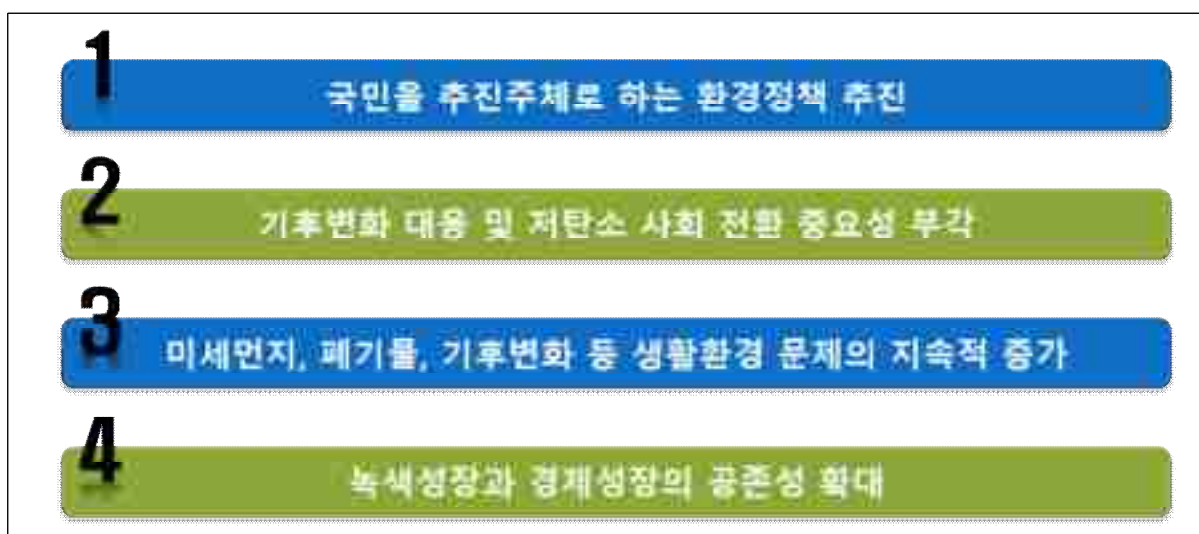 1
국민을 추진주체로 하는 환경정책 추진
2
기후변화 대응 및 저탄소 사회 전환 중요성 부각
3
미세먼지, 폐기물, 기후변화 등 생활환경 문제의 지속적 증가
4
녹색성장과 경제성장의 공존성 확대